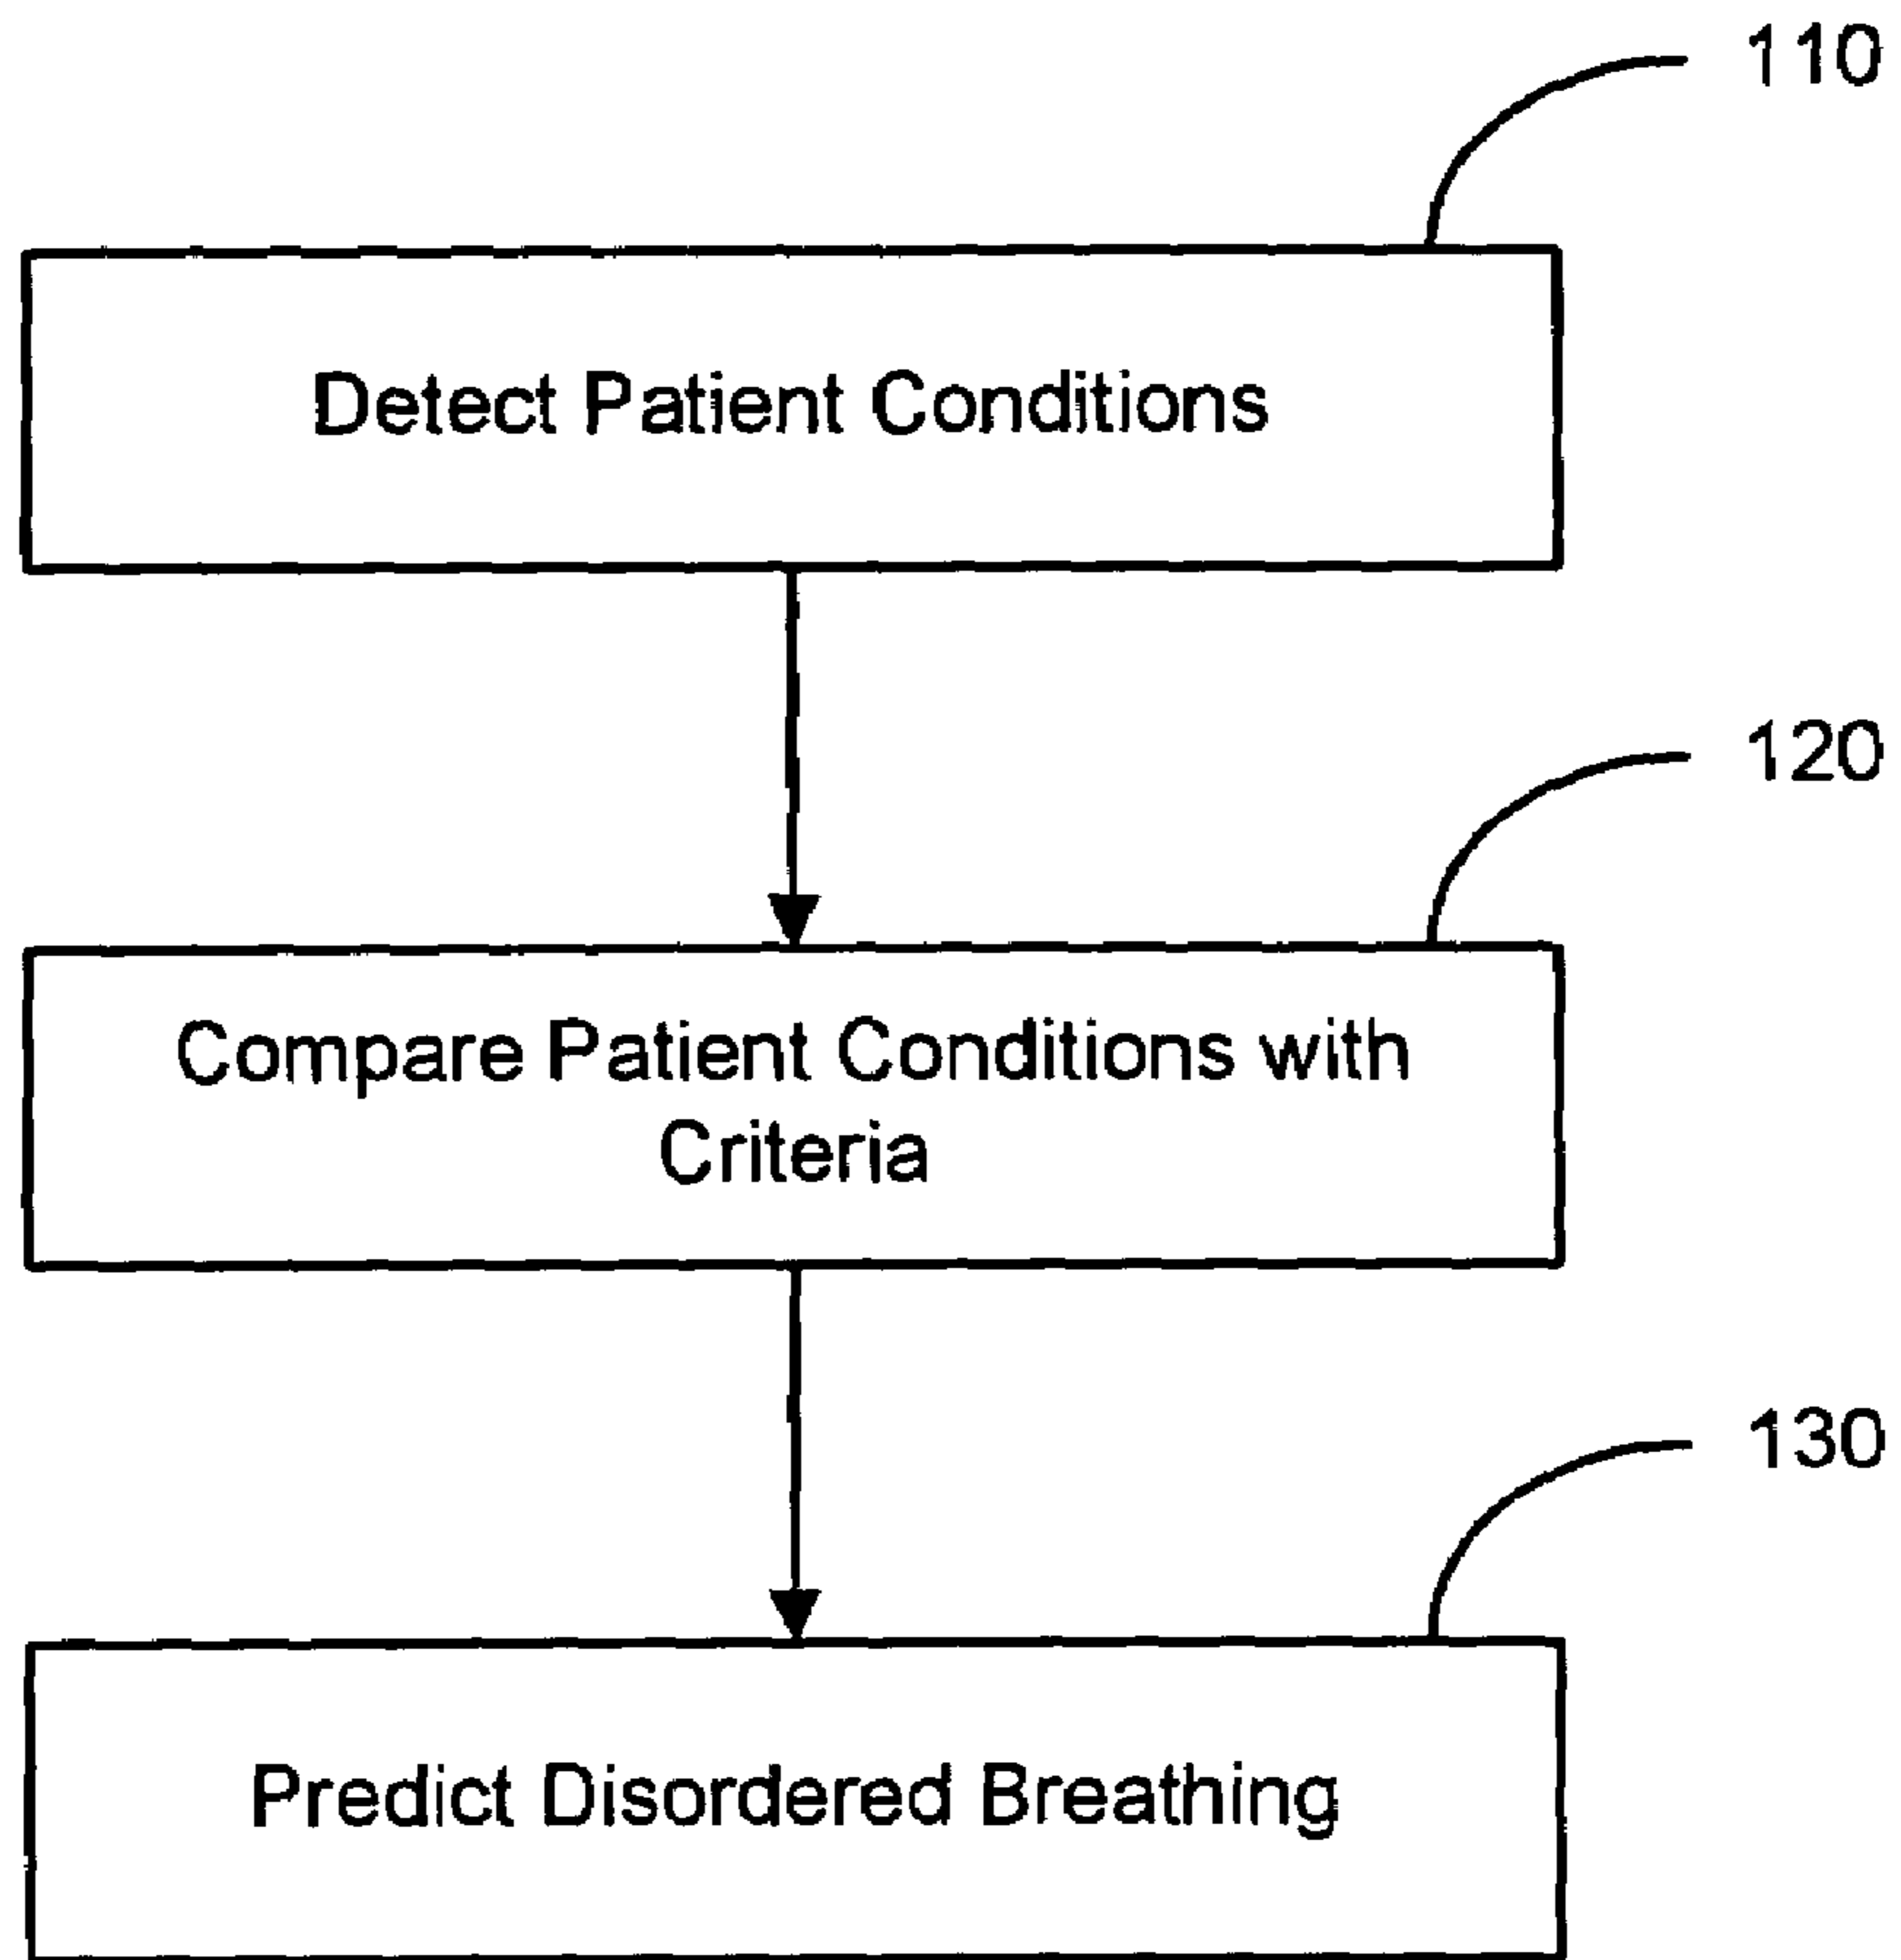 110
Detect Patient Conditions
120
Compare Patient Conditions with
Criteria
130
Predict Disordered Breathing